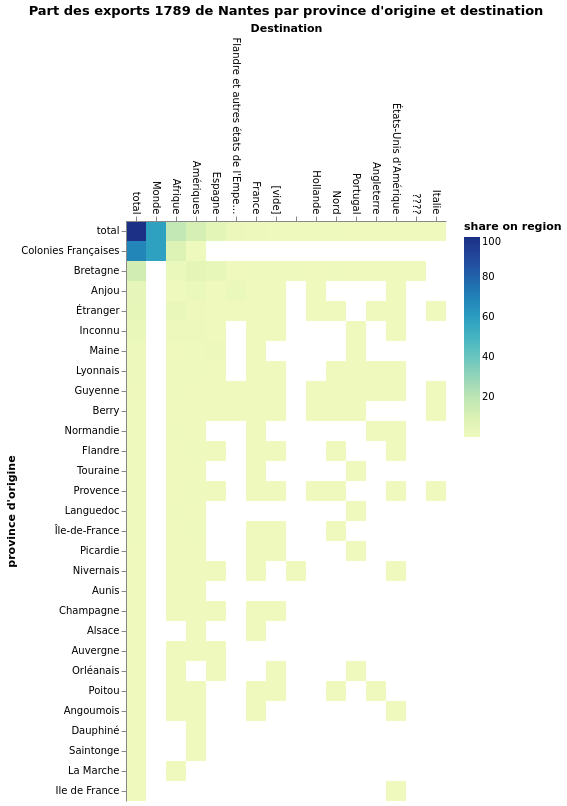 Part des exports 1789 de Nantes par province d'origine et destination
Destination
total
Monde
Afrique
Amériques
Espagne
Flandre et autres états de l'Empe...
France
[vide]
Hollande
Nord
Portugal
Angleterre
États-Unis d'Amérique
????
Italie
province d'origine
total
Colonies Françaises
Bretagne
Anjou
Étranger
Inconnu
Maine
Lyonnais
Guyenne
Berry
Normandie
Flandre
Touraine
Provence
Languedoc
Île-de-France
Picardie
Nivernais
Aunis
Champagne
Alsace
Auvergne
Orléanais
Poitou
Angoumois
Dauphiné
Saintonge
La Marche
Ile de France
share on region
100
80
60
40
20